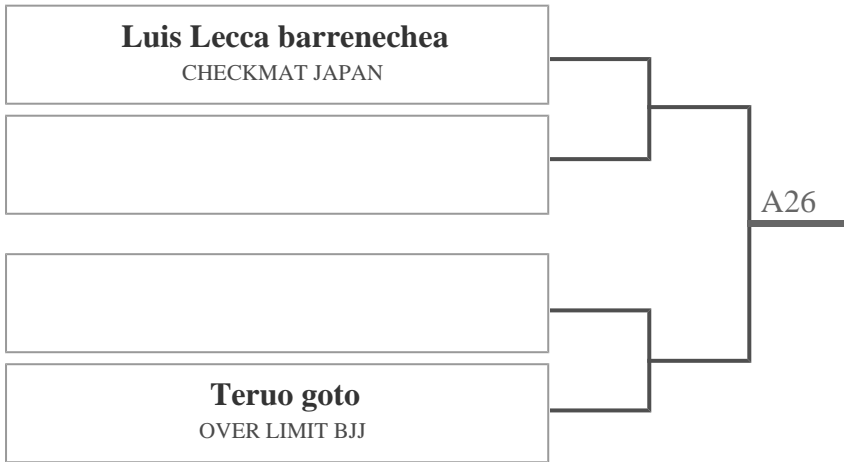 Luis Lecca barrenechea
CHECKMAT JAPAN
A26
Teruo goto
OVER LIMIT BJJ